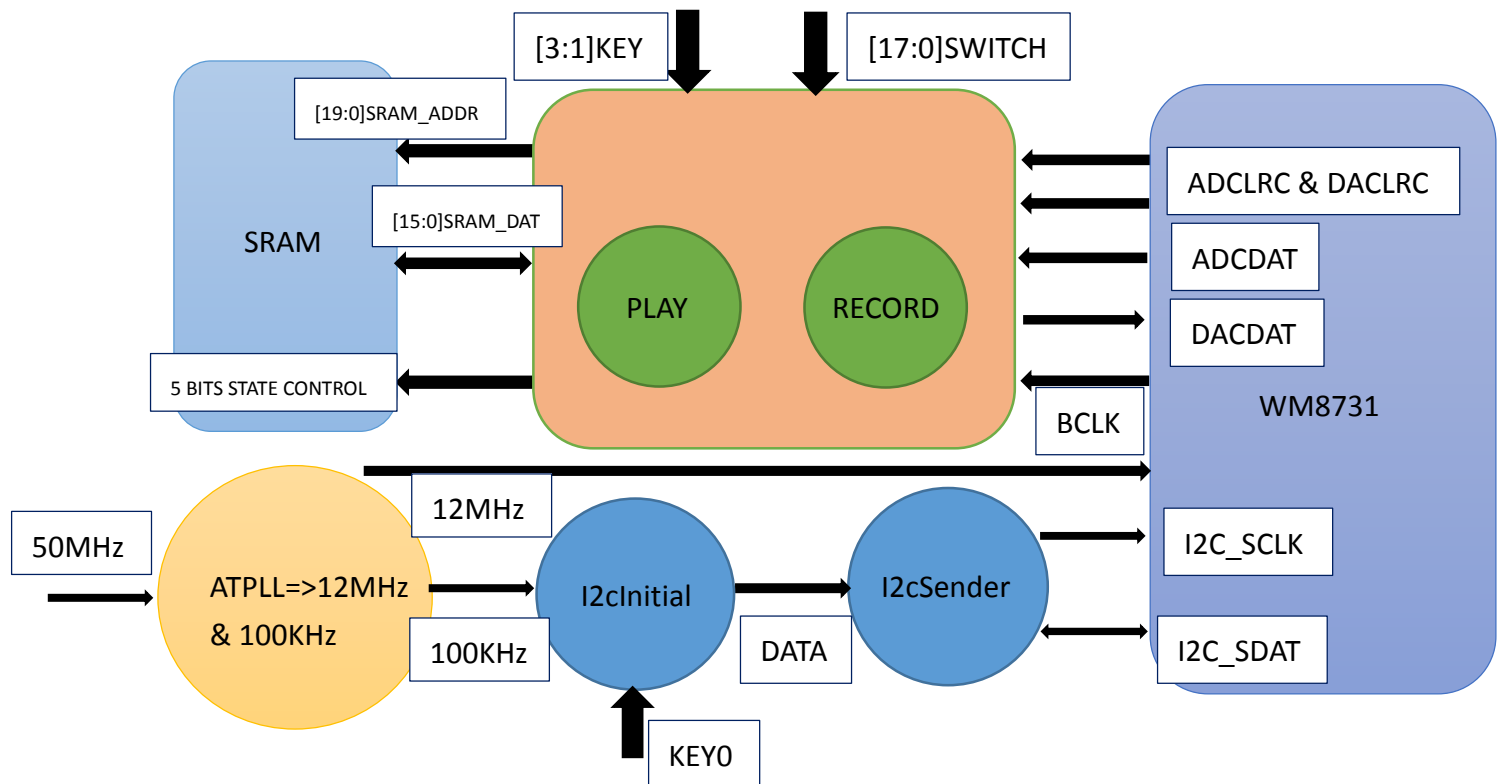 [3:1]KEY
[17:0]SWITCH
[19:0]SRAM_ADDR
[15:0]SRAM_DAT
SRAM
5 BITS STATE CONTROL
PLAY
RECORD
ADCLRC & DACLRC
ADCDAT
DACDAT
BCLK
WM8731
50MHz
ATPLL=>12MHz
& 100KHz
12MHz
100KHz
I2cInitial
DATA
I2cSender
I2C_SCLK
I2C_SDAT
KEY0